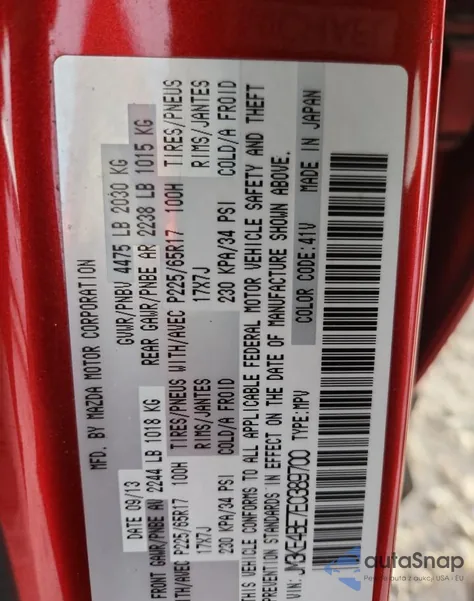 MFD. BY MAZDA MOTOR CORPORATION
DATE 09/13 GVWR/PNBV 4475 LB 2030 KG
FRONT GAWR/PNBE AV 2244 LB 1018 KG REAR GAWR/PNBE AR 2238 LB 1015 KG
TH/AVEC P225/65R17 100H TIRES/PNEUS WITH/AVEC P225/65R17 100H TIRES/PNEUS
17X7J RIMS/JANTES 17X7J RIMS/JANTES
230 KPA/34 PSI COLD/A FROID 230 KPA/34 PSI COLD/A FROID
THIS VEHICLE CONFORMS TO ALL APPLICABLE FEDERAL MOTOR VEHICLE SAFETY AND THEFT
PREVENTION STANDARDS IN EFFECT ON THE DATE OF MANUFACTURE SHOWN ABOVE.
COLOR CODE:41V MADE IN JAPAN
VIN: JM3KE4BE7E0389700 TYPE:MPV
autoSnap